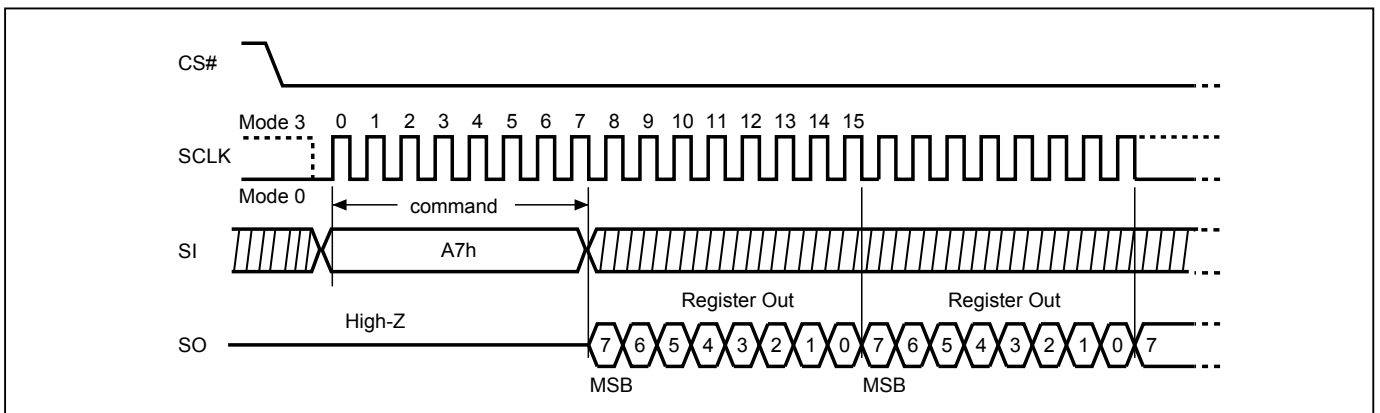 CS#
Mode 3 0 1 2 3 4 5 6 7 8 9 10 11 12 13 14 15
SCLK
Mode 0
command
SI A7h
Register Out Register Out
High-Z
SO 7 6 5 4 3 2 1 0 7 6 5 4 3 2 1 0 7
MSB MSB